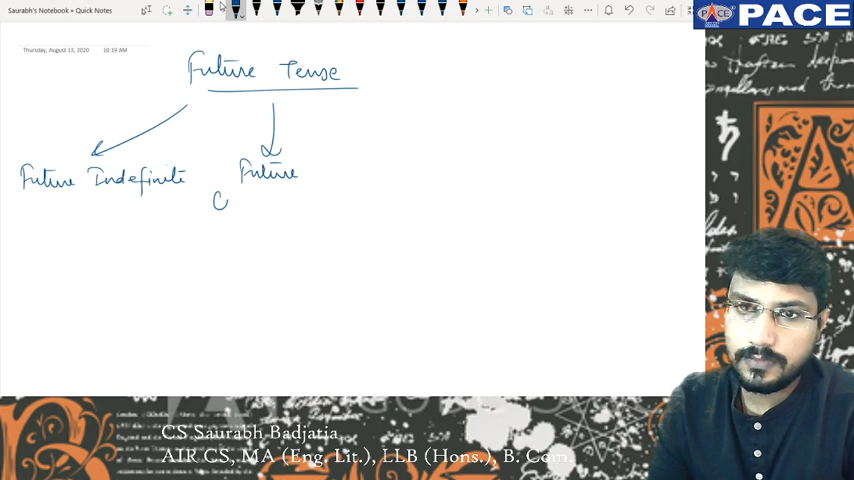 Saurabh's Notebook » Quick Notes
PACE
PACE
Thursday, August 13, 2020 10:19 AM
Future Tense
Future Indefinite
Future
C
A
CS Saurabh Badjatia
AIR CS, MA (Eng. Lit.), LLB (Hons.), B. Com.